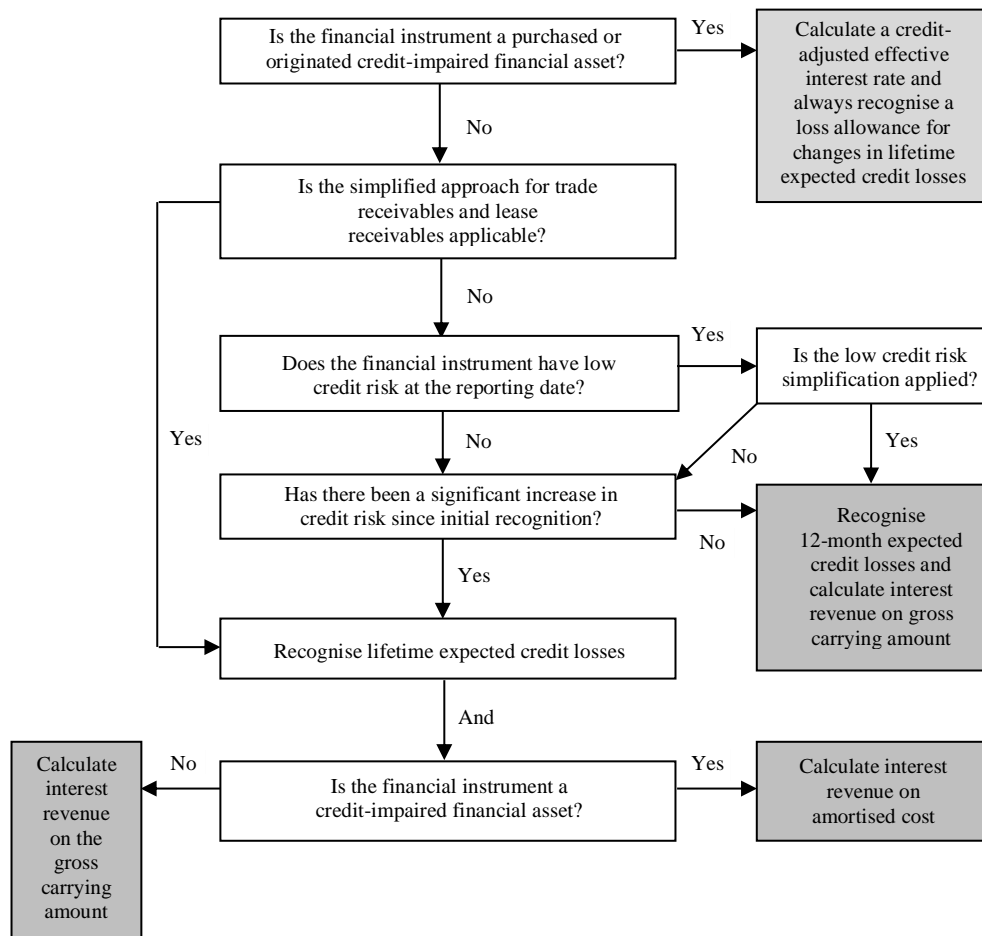 Is the financial instrument a purchased or
originated credit-impaired financial asset?
Yes
Calculate a credit-
adjusted effective
interest rate and
always recognise a
loss allowance for
changes in lifetime
expected credit losses
No
Is the simplified approach for trade
receivables and lease
receivables applicable?
No
Does the financial instrument have low
credit risk at the reporting date?
Yes
Is the low credit risk
simplification applied?
Yes
No
No
Yes
Has there been a significant increase in
credit risk since initial recognition?
No
Recognise
12-month expected
credit losses and
calculate interest
revenue on gross
carrying amount
Yes
Recognise lifetime expected credit losses
And
Is the financial instrument a
credit-impaired financial asset?
No
Calculate
interest
revenue
on the
gross
carrying
amount
Yes
Calculate interest
revenue on
amortised cost